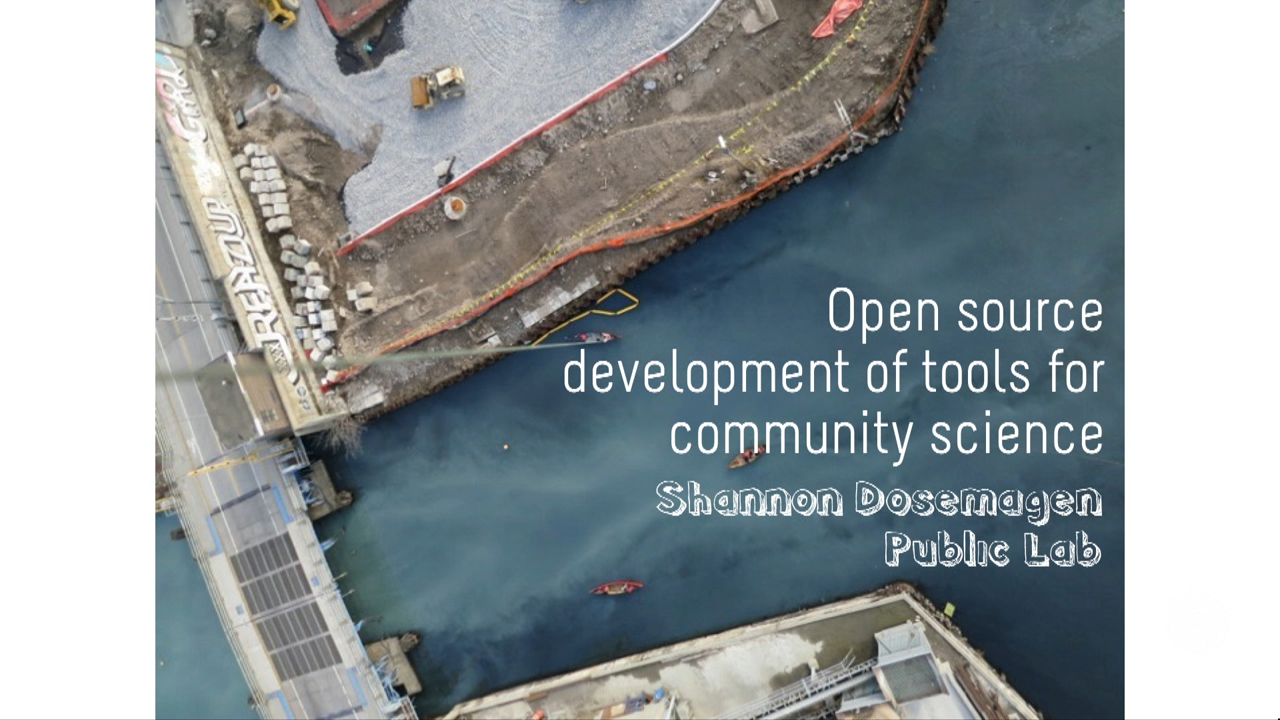 Open source
development of tools for
community science
Shannon Dosemagen
Public Lab